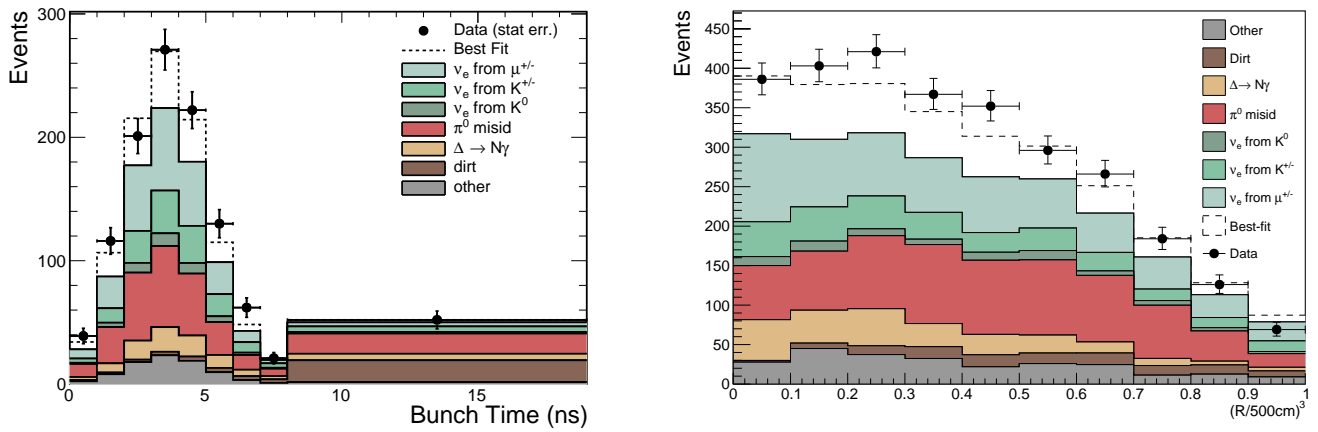 Events
300
200
100
0
0
5
10
15
Bunch Time (ns)
Data (stat err.)
Best Fit
νe from μ+/-
νe from K+/-
νe from K0
π0 misid
Δ → Nγ
dirt
other
Events
450
400
350
300
250
200
150
100
50
0
0
0.1
0.2
0.3
0.4
0.5
0.6
0.7
0.8
0.9
1
(R/500cm)3
Other
Dirt
Δ→ Nγ
π0 misid
νe from K0
νe from K+/-
νe from μ+/-
Best-fit
Data